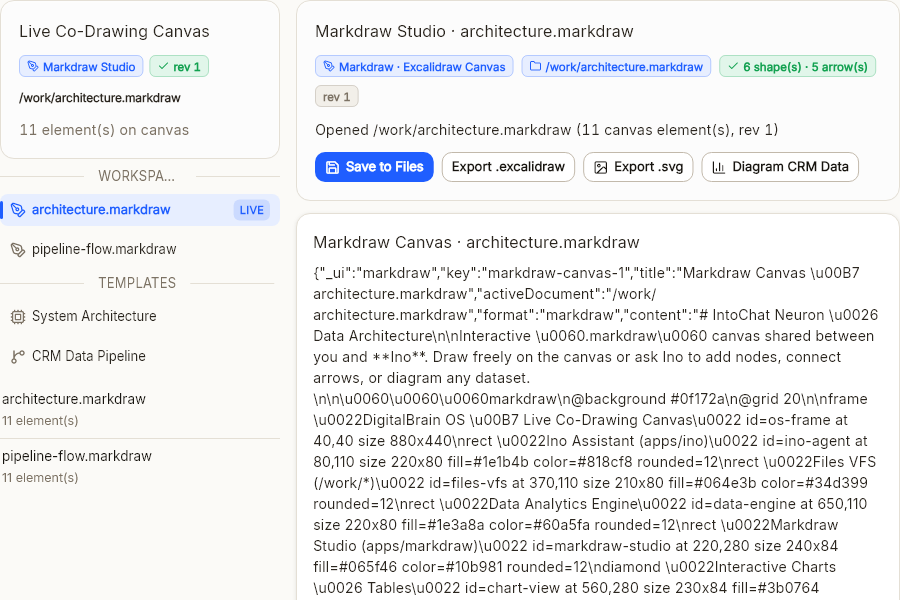 Live Co-Drawing Canvas
Markdraw Studio
rev 1
/work/architecture.markdraw
11 element(s) on canvas
WORKSPA...
architecture.markdraw
LIVE
pipeline-flow.markdraw
TEMPLATES
System Architecture
CRM Data Pipeline
architecture.markdraw
11 element(s)
pipeline-flow.markdraw
11 element(s)
Markdraw Studio · architecture.markdraw
Markdraw · Excalidraw Canvas
/work/architecture.markdraw
6 shape(s) · 5 arrow(s)
rev 1
Opened /work/architecture.markdraw (11 canvas element(s), rev 1)
Save to Files
Export .excalidraw
Export .svg
Diagram CRM Data
Markdraw Canvas · architecture.markdraw
{"_ui":"markdraw","key":"markdraw-canvas-1","title":"Markdraw Canvas \u00B7
architecture.markdraw","activeDocument":"/work/
architecture.markdraw","format":"markdraw","content":"# IntoChat Neuron \u0026
Data Architecture\n\nInteractive \u0060.markdraw\u0060 canvas shared between
you and **Ino**. Draw freely on the canvas or ask Ino to add nodes, connect
arrows, or diagram any dataset.
\n\n\u0060\u0060\u0060markdraw\n@background #0f172a\n@grid 20\n\nframe
\u0022DigitalBrain OS \u00B7 Live Co-Drawing Canvas\u0022 id=os-frame at
40,40 size 880x440\nrect \u0022Ino Assistant (apps/ino)\u0022 id=ino-agent at
80,110 size 220x80 fill=#1e1b4b color=#818cf8 rounded=12\nrect \u0022Files VFS
(/work/*)\u0022 id=files-vfs at 370,110 size 210x80 fill=#064e3b color=#34d399
rounded=12\nrect \u0022Data Analytics Engine\u0022 id=data-engine at 650,110
size 220x80 fill=#1e3a8a color=#60a5fa rounded=12\nrect \u0022Markdraw
Studio (apps/markdraw)\u0022 id=markdraw-studio at 220,280 size 240x84
fill=#065f46 color=#10b981 rounded=12\ndiamond \u0022Interactive Charts
\u0026 Tables\u0022 id=chart-view at 560,280 size 230x84 fill=#3b0764